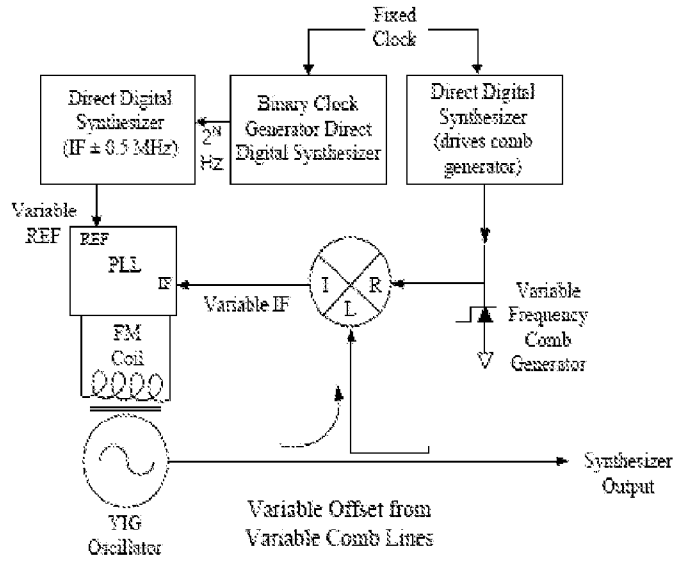 Fixed
Clock
Direct Digital
Synthesizer
(IF ± 0.5 MHz)
2^N
Hz
Binary Clock
Generator Direct
Digital Synthesizer
Direct Digital
Synthesizer
(drives comb
generator)
Variable
REF
REF
PLL
IF
Variable IF
I
R
L
Variable
Frequency
Comb
Generator
FM
Coil
YIG
Oscillator
Variable Offset from
Variable Comb Lines
Synthesizer
Output